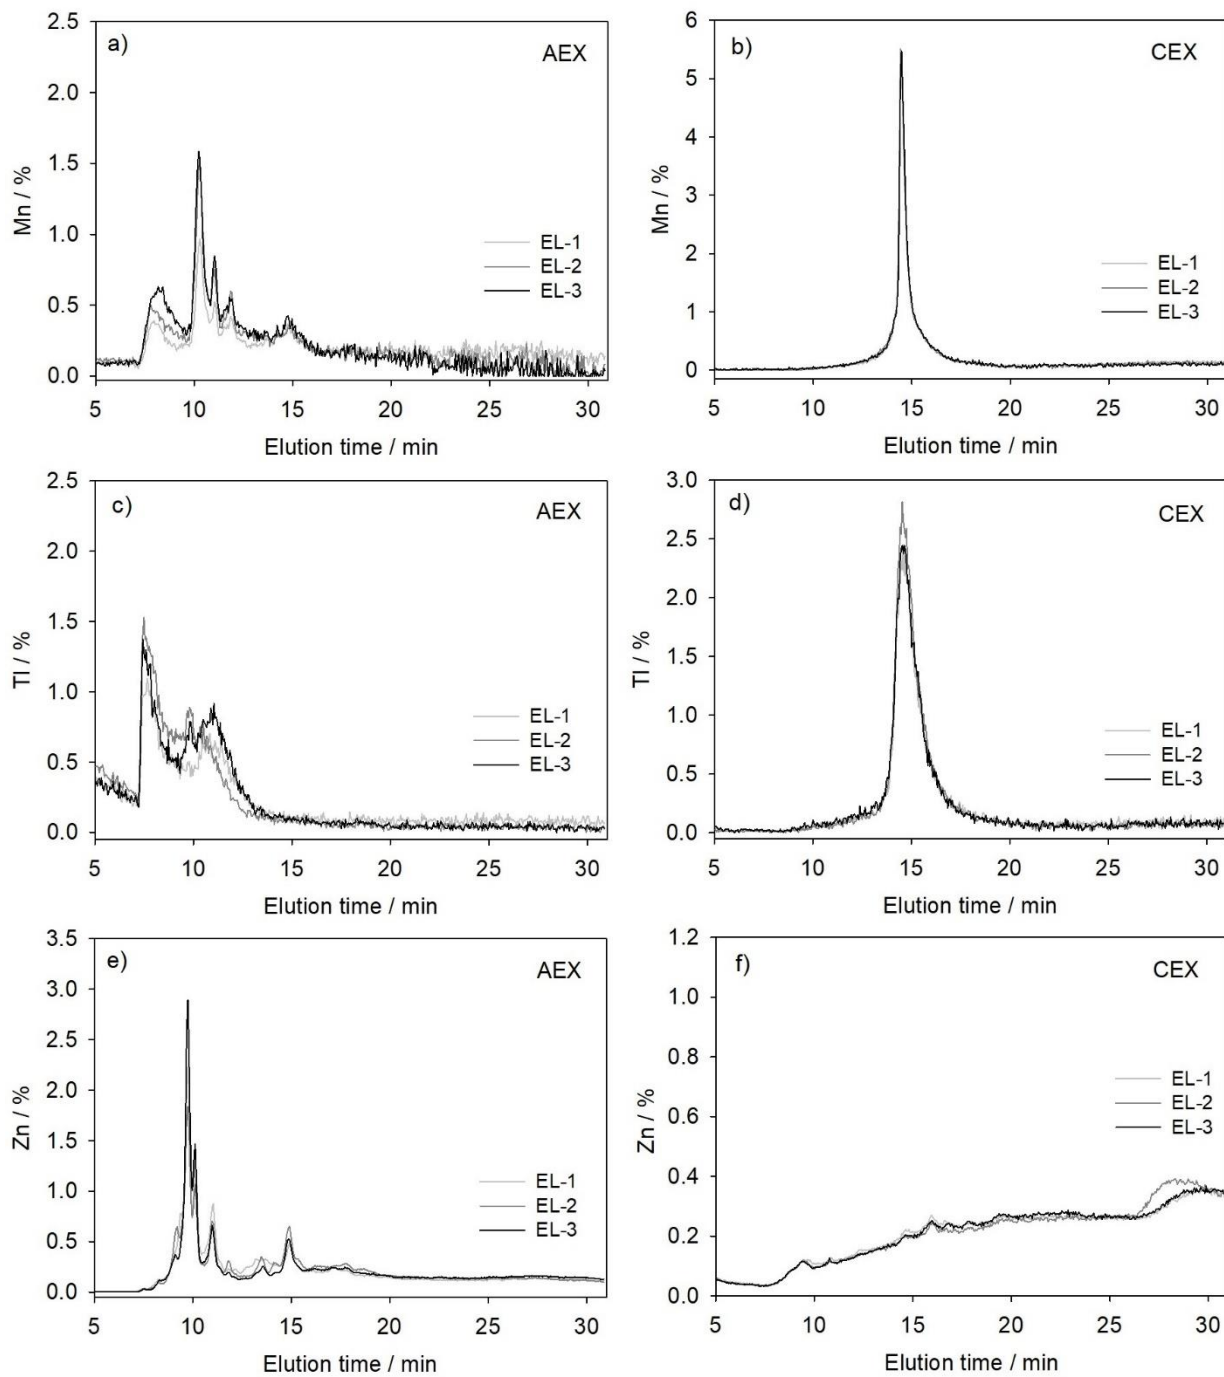 a)
AEX
Mn / %
2.5
2.0
1.5
1.0
0.5
0.0
EL-1
EL-2
EL-3
5 10 15 20 25 30
Elution time / min
b)
CEX
Mn / %
6
5
4
3
2
1
0
EL-1
EL-2
EL-3
5 10 15 20 25 30
Elution time / min
c)
AEX
Tl / %
2.5
2.0
1.5
1.0
0.5
0.0
EL-1
EL-2
EL-3
5 10 15 20 25 30
Elution time / min
d)
CEX
Tl / %
3.0
2.5
2.0
1.5
1.0
0.5
0.0
EL-1
EL-2
EL-3
5 10 15 20 25 30
Elution time / min
e)
AEX
Zn / %
3.5
3.0
2.5
2.0
1.5
1.0
0.5
0.0
EL-1
EL-2
EL-3
5 10 15 20 25 30
Elution time / min
f)
CEX
Zn / %
1.2
1.0
0.8
0.6
0.4
0.2
0.0
EL-1
EL-2
EL-3
5 10 15 20 25 30
Elution time / min